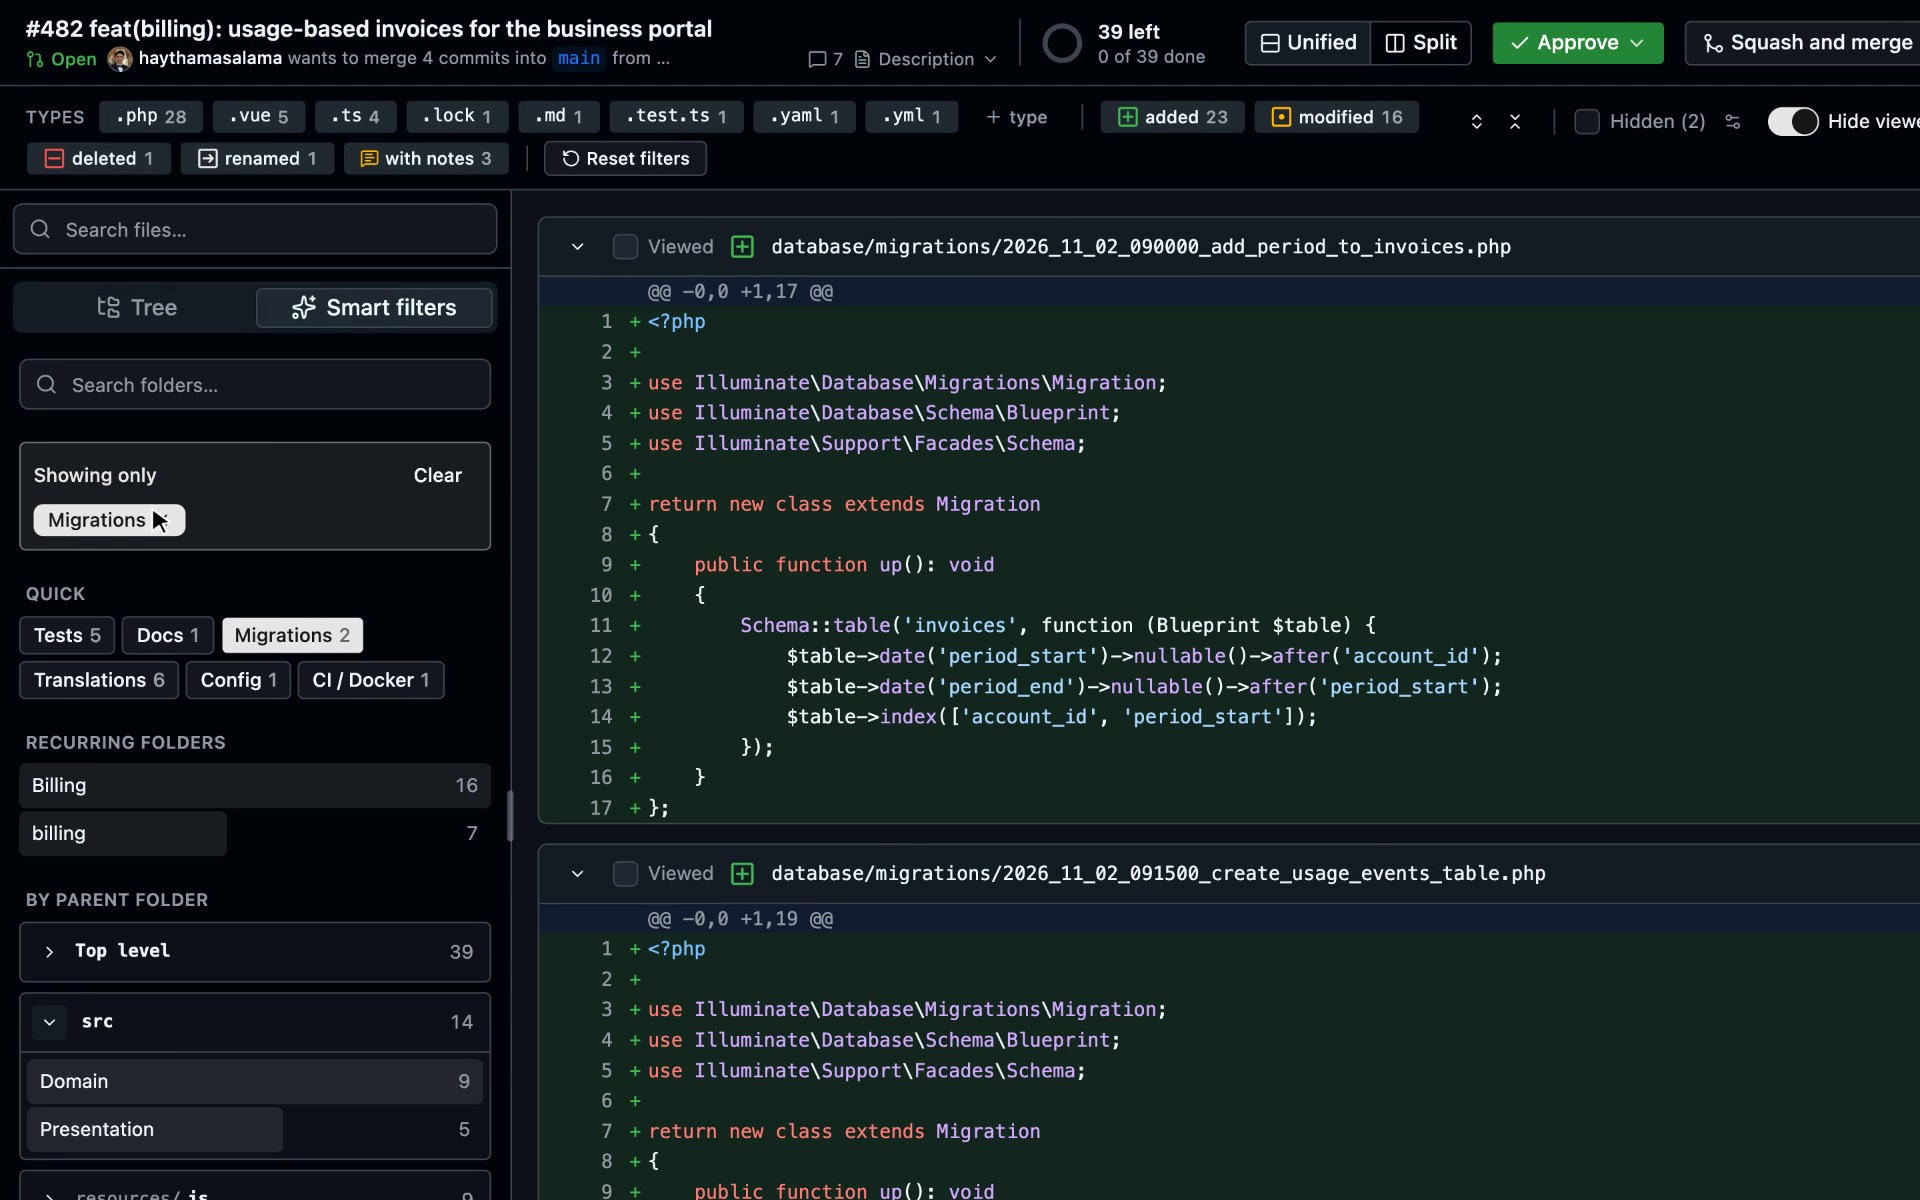 #482 feat(billing): usage-based invoices for the business portal
Open haythamasalama wants to merge 4 commits into main from ...
7 Description
39 left
0 of 39 done
Unified Split
Approve
Squash and merge
TYPES .php 28 .vue 5 .ts 4 .lock 1 .md 1 .test.ts 1 .yaml 1 .yml 1 + type added 23 modified 16
Hidden (2) Hide viewe
deleted 1 renamed 1 with notes 3 Reset filters
Search files...
Tree Smart filters
Search folders...
Showing only Clear
Migrations
QUICK
Tests 5 Docs 1 Migrations 2
Translations 6 Config 1 CI / Docker 1
RECURRING FOLDERS
Billing 16
billing 7
BY PARENT FOLDER
Top level 39
src 14
Domain 9
Presentation 5
resources/ js 9
Viewed database/migrations/2026_11_02_090000_add_period_to_invoices.php
@@ -0,0 +1,17 @@
1 +<?php
2 +
3 +use Illuminate\Database\Migrations\Migration;
4 +use Illuminate\Database\Schema\Blueprint;
5 +use Illuminate\Support\Facades\Schema;
6 +
7 +return new class extends Migration
8 +{
9 +    public function up(): void
10 +    {
11 +        Schema::table('invoices', function (Blueprint $table) {
12 +            $table->date('period_start')->nullable()->after('account_id');
13 +            $table->date('period_end')->nullable()->after('period_start');
14 +            $table->index(['account_id', 'period_start']);
15 +        });
16 +    }
17 +};
Viewed database/migrations/2026_11_02_091500_create_usage_events_table.php
@@ -0,0 +1,19 @@
1 +<?php
2 +
3 +use Illuminate\Database\Migrations\Migration;
4 +use Illuminate\Database\Schema\Blueprint;
5 +use Illuminate\Support\Facades\Schema;
6 +
7 +return new class extends Migration
8 +{
9 +    public function up(): void